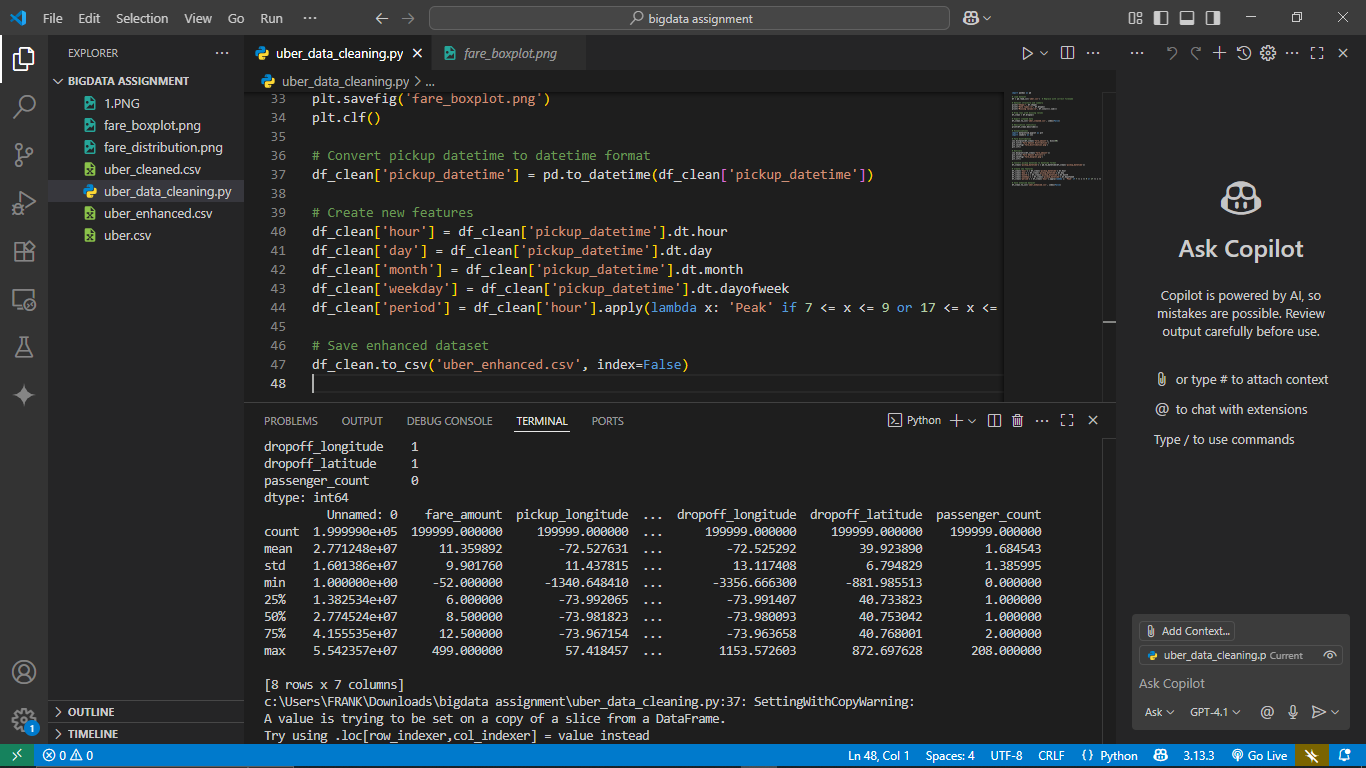 File Edit Selection View Go Run ··· bigdata assignment
EXPLORER ···
BIGDATA ASSIGNMENT
1.PNG
fare_boxplot.png
fare_distribution.png
uber_cleaned.csv
uber_data_cleaning.py
uber_enhanced.csv
uber.csv
OUTLINE
TIMELINE
uber_data_cleaning.py fare_boxplot.png
uber_data_cleaning.py > ...
33 plt.savefig('fare_boxplot.png')
34 plt.clf()
35
36 # Convert pickup datetime to datetime format
37 df_clean['pickup_datetime'] = pd.to_datetime(df_clean['pickup_datetime'])
38
39 # Create new features
40 df_clean['hour'] = df_clean['pickup_datetime'].dt.hour
41 df_clean['day'] = df_clean['pickup_datetime'].dt.day
42 df_clean['month'] = df_clean['pickup_datetime'].dt.month
43 df_clean['weekday'] = df_clean['pickup_datetime'].dt.dayofweek
44 df_clean['period'] = df_clean['hour'].apply(lambda x: 'Peak' if 7 <= x <= 9 or 17 <= x <=
45
46 # Save enhanced dataset
47 df_clean.to_csv('uber_enhanced.csv', index=False)
48
PROBLEMS OUTPUT DEBUG CONSOLE TERMINAL PORTS Python
dropoff_longitude 1
dropoff_latitude 1
passenger_count 0
dtype: int64
Unnamed: 0 fare_amount pickup_longitude ... dropoff_longitude dropoff_latitude passenger_count
count 1.999990e+05 199999.000000 199999.000000 ... 199999.000000 199999.000000 199999.000000
mean 2.771248e+07 11.359892 -72.527631 ... -72.525292 39.923890 1.684543
std 1.601386e+07 9.901760 11.437815 ... 13.117408 6.794829 1.385995
min 1.000000e+00 -52.000000 -1340.648410 ... -3356.666300 -881.985513 0.000000
25% 1.382534e+07 6.000000 -73.992065 ... -73.991407 40.733823 1.000000
50% 2.774524e+07 8.500000 -73.981823 ... -73.980093 40.753042 1.000000
75% 4.155535e+07 12.500000 -73.967154 ... -73.963658 40.768001 2.000000
max 5.542357e+07 499.000000 57.418457 ... 1153.572603 872.697628 208.000000
[8 rows x 7 columns]
c:\Users\FRANK\Downloads\bigdata assignment\uber_data_cleaning.py:37: SettingWithCopyWarning:
A value is trying to be set on a copy of a slice from a DataFrame.
Try using .loc[row_indexer,col_indexer] = value instead
Ask Copilot
Copilot is powered by AI, so
mistakes are possible. Review
output carefully before use.
or type # to attach context
@ to chat with extensions
Type / to use commands
Add Context...
uber_data_cleaning.p Current
Ask Copilot
Ask GPT-4.1
1
0 0 Ln 48, Col 1 Spaces: 4 UTF-8 CRLF { } Python 3.13.3 Go Live